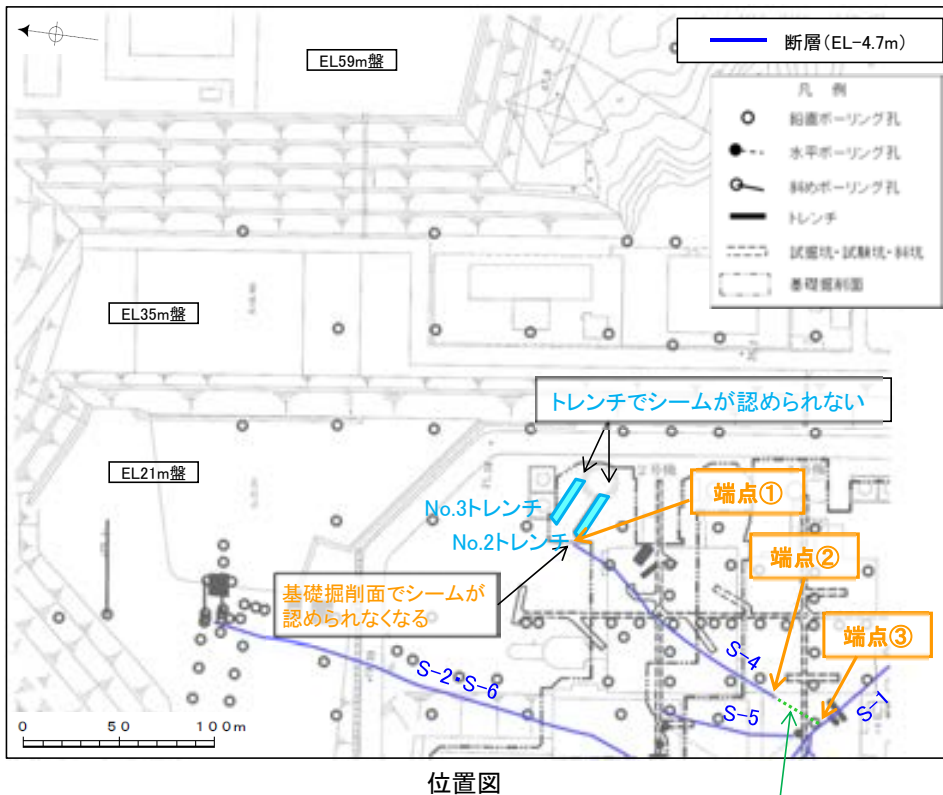 断層（EL-4.7m）
EL59m盤
凡 例
鉛直ボーリング孔
水平ボーリング孔
斜めボーリング孔
トレンチ
試掘坑・試験坑・斜坑
基礎掘削面
EL35m盤
トレンチでシームが認められない
EL21m盤
No.3トレンチ
No.2トレンチ
端点①
端点②
端点③
基礎掘削面でシームが
認められなくなる
S-2・S-6
S-4
S-5
S-1
0 50 100m
位置図